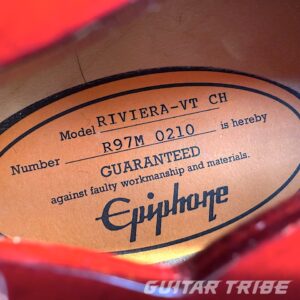 Model RIVIERA-VT CH
Number R97M 0210 is hereby
GUARANTEED
against faulty workmanship and materials.
Epiphone
GUITAR TRIBE